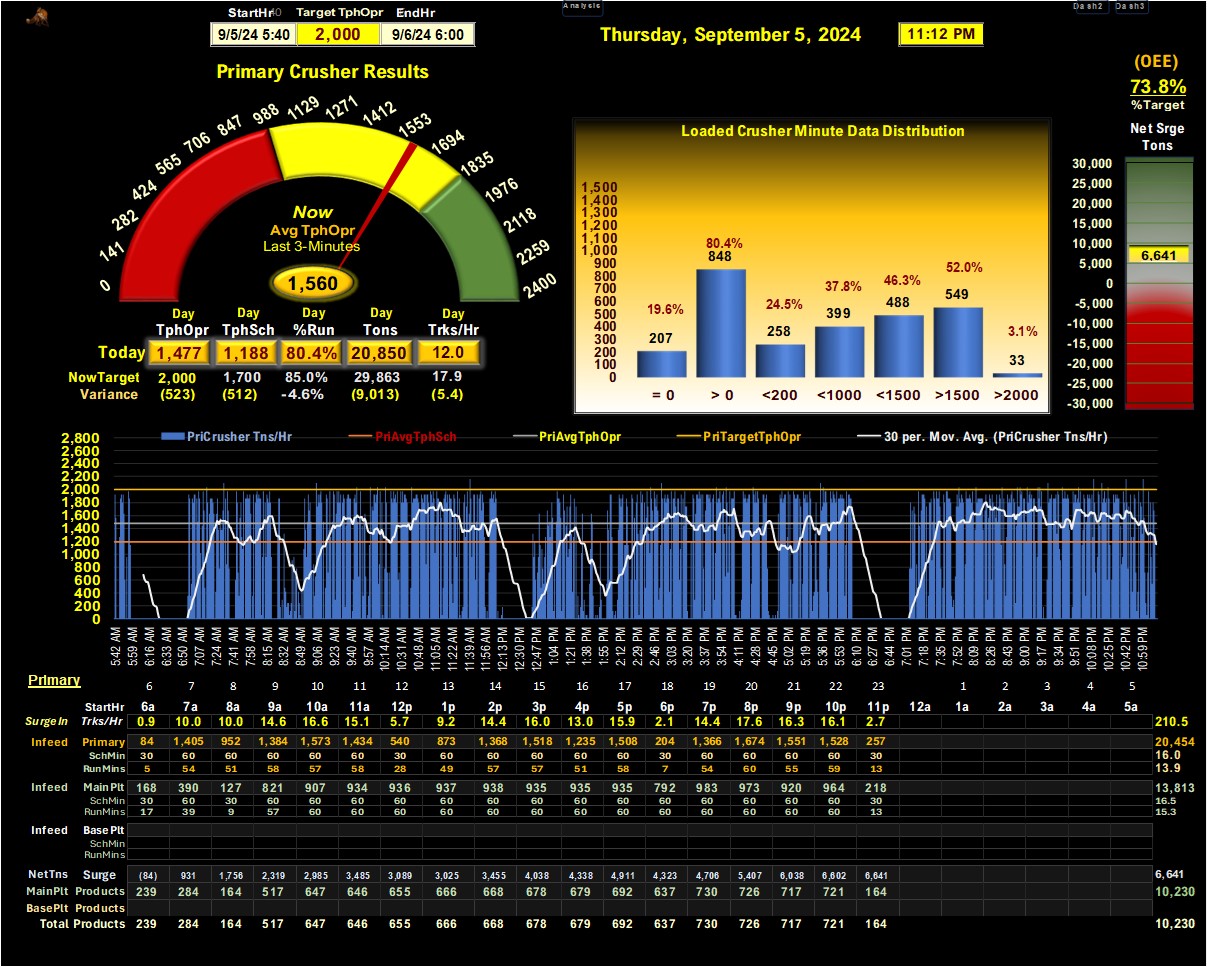 StartHr40 Target TphOpr EndHr
9/5/24 5:40 2,000 9/6/24 6:00
Analysis
Dash2 Dash3
Thursday, September 5, 2024 11:12 PM
(OEE)
73.8%
%Target
Primary Crusher Results
0 141 282 424 565 706 847 988 1129 1271 1412 1553 1694 1835 1976 2118 2259 2400
Now
Avg TphOpr
Last 3-Minutes
1,560
Day Day Day Day Day
TphOpr TphSch %Run Tons Trks/Hr
Today 1,477 1,188 80.4% 20,850 12.0
NowTarget 2,000 1,700 85.0% 29,863 17.9
Variance (523) (512) -4.6% (9,013) (5.4)
Loaded Crusher Minute Data Distribution
1,500
1,400
1,300
1,200
1,100
1,000
900
800
700
600
500
400
300
200
100
0
19.6% 80.4% 24.5% 37.8% 46.3% 52.0% 3.1%
207 848 258 399 488 549 33
= 0 > 0 <200 <1000 <1500 >1500 >2000
Net Srge
Tons
30,000
25,000
20,000
15,000
10,000
6,641
5,000
0
-5,000
-10,000
-15,000
-20,000
-25,000
-30,000
PriCrusher Tns/Hr PriAvgTphSch PriAvgTphOpr PriTargetTphOpr 30 per. Mov. Avg. (PriCrusher Tns/Hr)
2,800
2,600
2,400
2,200
2,000
1,800
1,600
1,400
1,200
1,000
800
600
400
200
0
5:42 AM 5:59 AM 6:16 AM 6:33 AM 6:50 AM 7:07 AM 7:24 AM 7:41 AM 7:58 AM 8:15 AM 8:32 AM 8:49 AM 9:06 AM 9:23 AM 9:40 AM 9:57 AM 10:14 AM 10:31 AM 10:48 AM 11:05 AM 11:22 AM 11:39 AM 11:56 AM 12:13 PM 12:30 PM 12:47 PM 1:04 PM 1:21 PM 1:38 PM 1:55 PM 2:12 PM 2:29 PM 2:46 PM 3:03 PM 3:20 PM 3:37 PM 3:54 PM 4:11 PM 4:28 PM 4:45 PM 5:02 PM 5:19 PM 5:36 PM 5:53 PM 6:10 PM 6:27 PM 6:44 PM 7:01 PM 7:18 PM 7:35 PM 7:52 PM 8:09 PM 8:26 PM 8:43 PM 9:00 PM 9:17 PM 9:34 PM 9:51 PM 10:08 PM 10:25 PM 10:42 PM 10:59 PM
Primary
6 7 8 9 10 11 12 13 14 15 16 17 18 19 20 21 22 23 1 2 3 4 5
StartHr 6a 7a 8a 9a 10a 11a 12p 1p 2p 3p 4p 5p 6p 7p 8p 9p 10p 11p 12a 1a 2a 3a 4a 5a
SurgeIn Trks/Hr 0.9 10.0 10.0 14.6 16.6 15.1 5.7 9.2 14.4 16.0 13.0 15.9 2.1 14.4 17.6 16.3 16.1 2.7 210.5
Infeed Primary 84 1,405 952 1,384 1,573 1,434 540 873 1,368 1,518 1,235 1,508 204 1,366 1,674 1,551 1,528 257 20,454
SchMin 30 60 60 60 60 60 30 60 60 60 60 60 30 60 60 60 60 30 16.0
RunMins 5 54 51 58 57 58 28 49 57 57 51 58 7 54 60 55 59 13 13.9
Infeed MainPlt 168 390 127 821 907 934 936 937 938 935 935 935 792 983 973 920 964 218 13,813
SchMin 30 60 30 60 60 60 60 60 60 60 60 60 60 60 60 60 60 30 16.5
RunMins 17 39 9 57 60 60 60 60 60 60 60 60 60 60 60 60 60 13 15.3
Infeed Base Plt
SchMin
RunMins
NetTns Surge (84) 931 1,756 2,319 2,985 3,485 3,089 3,025 3,455 4,038 4,338 4,911 4,323 4,706 5,407 6,038 6,602 6,641 6,641
MainPlt Products 239 284 164 517 647 646 655 666 668 678 679 692 637 730 726 717 721 164 10,230
BasePlt Products
Total Products 239 284 164 517 647 646 655 666 668 678 679 692 637 730 726 717 721 164 10,230